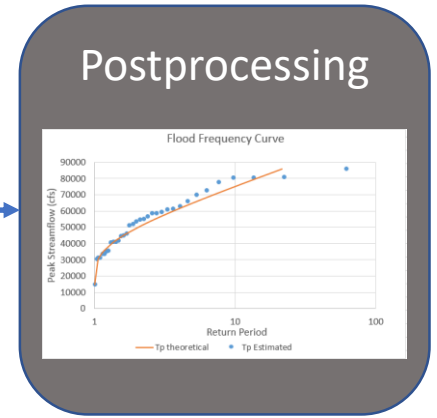 Postprocessing
Flood Frequency Curve
90000
80000
70000
60000
50000
40000
30000
20000
10000
0
Peak Streamflow (cfs)
1
10
100
Return Period
Tp theoretical
Tp Estimated